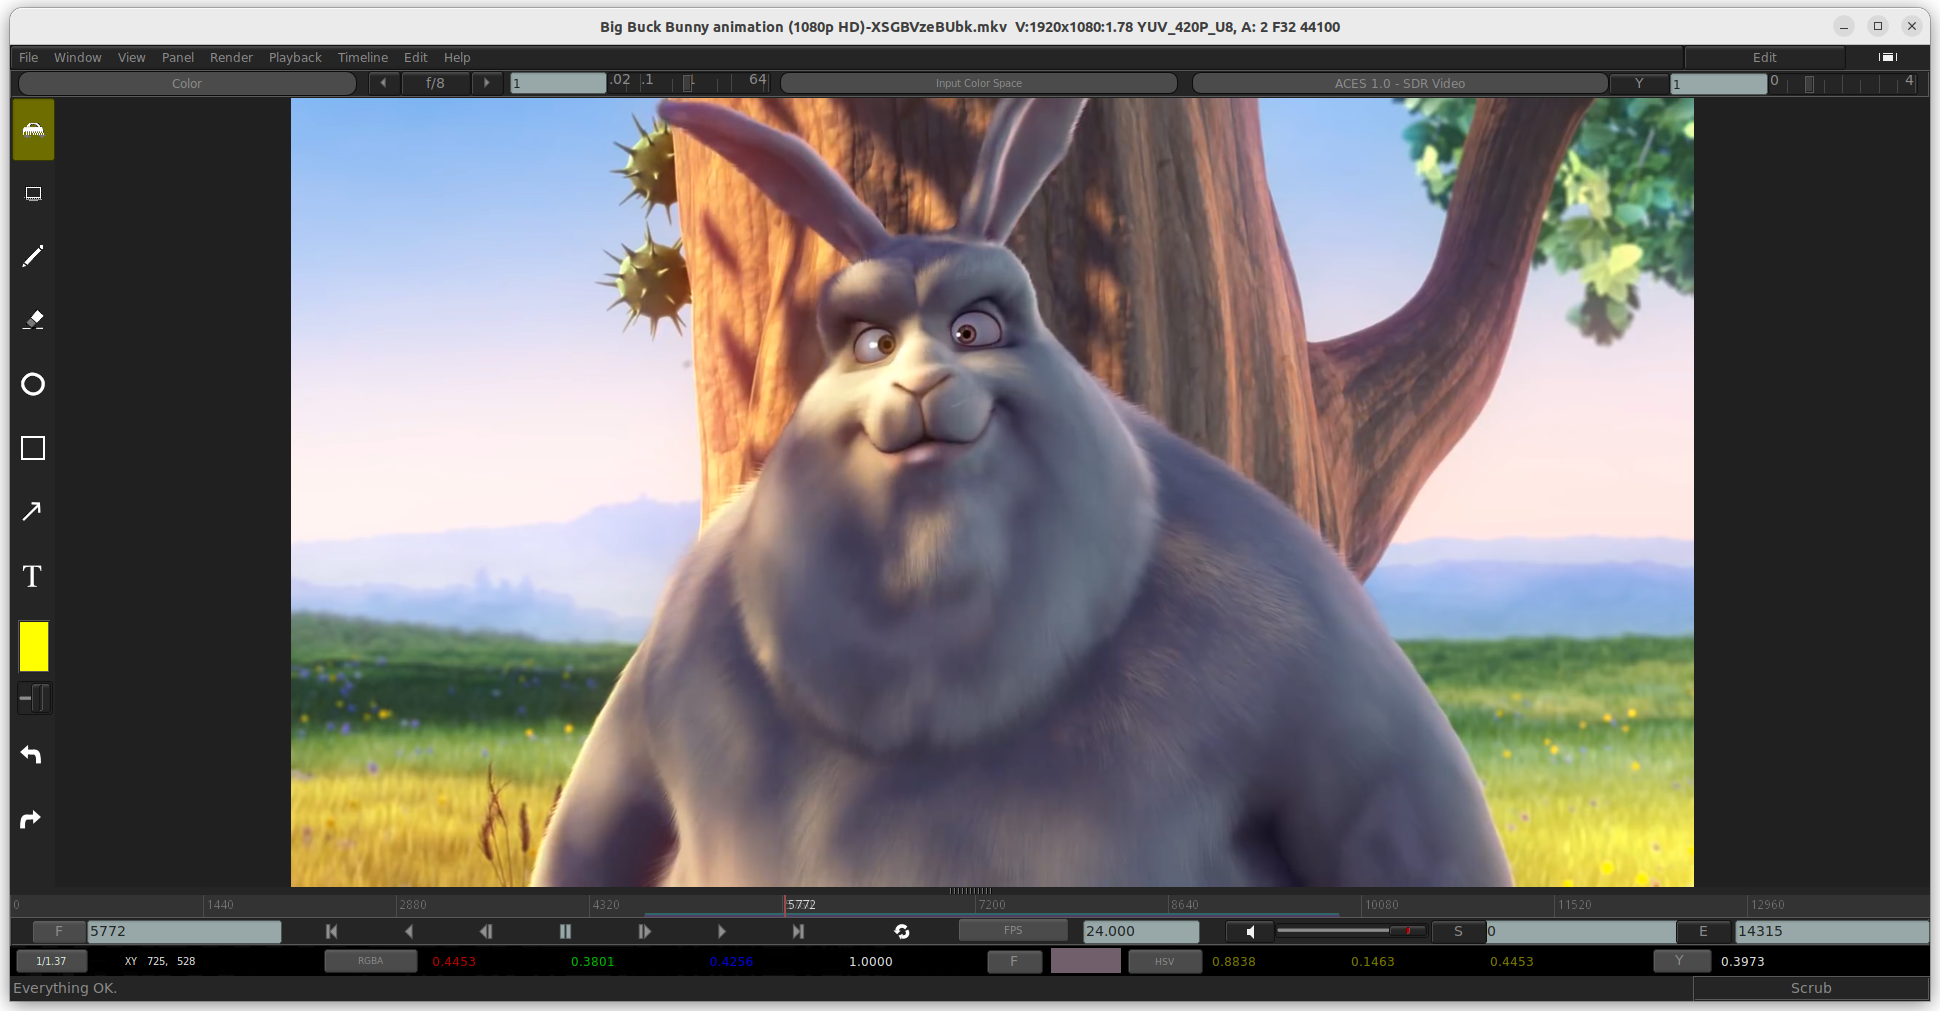 Big Buck Bunny animation (1080p HD)-XSGBVzeBUbk.mkv  V:1920x1080:1.78 YUV_420P_U8, A: 2 F32 44100
File Window View Panel Render Playback Timeline Edit Help Edit
Color f/8 1 .02 .1 1 64 Input Color Space ACES 1.0 - SDR Video Y 1 0 4
T
0 1440 2880 4320 5772 7200 8640 10080 11520 12960
F 5772 FPS 24.000 S 0 E 14315
1/1.37 XY 725, 528 RGBA 0.4453 0.3801 0.4256 1.0000 F HSV 0.8838 0.1463 0.4453 Y 0.3973
Everything OK. Scrub